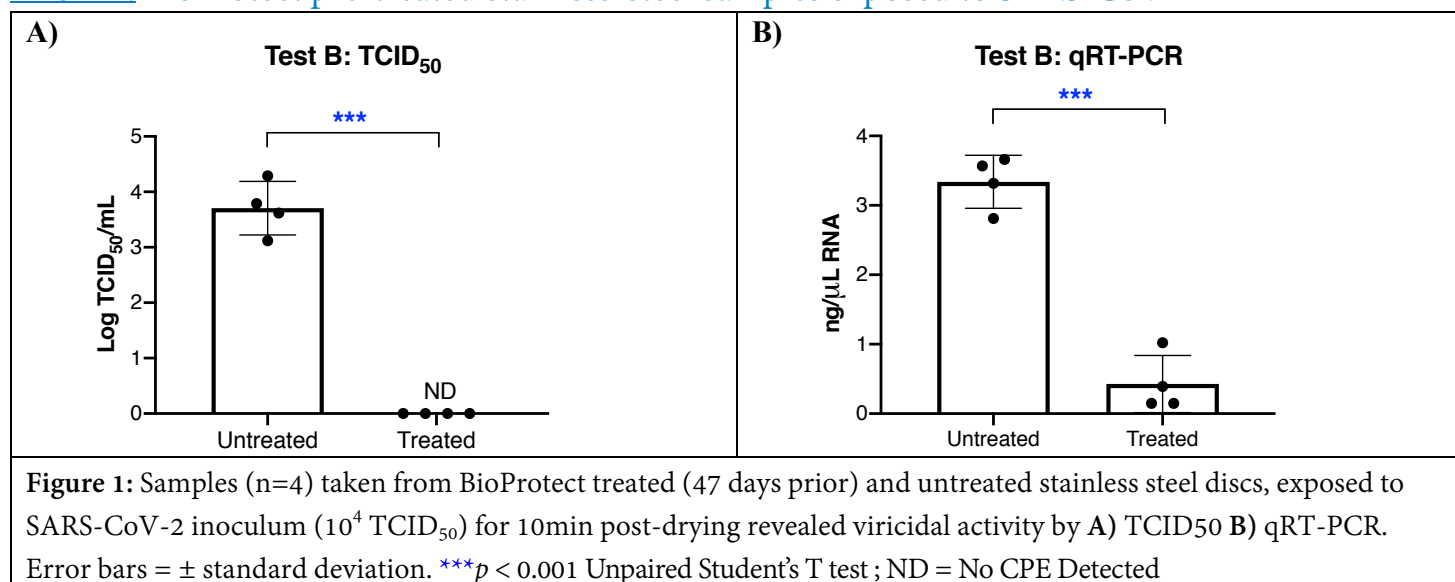 A)
Test B: TCID50
***
5
4
3
2
1
0
Log TCID50/mL
ND
Untreated
Treated
B)
Test B: qRT-PCR
***
4
3
2
1
0
ng/μL RNA
Untreated
Treated
Figure 1: Samples (n=4) taken from BioProtect treated (47 days prior) and untreated stainless steel discs, exposed to
SARS-CoV-2 inoculum (10^4 TCID50) for 10min post-drying revealed viricidal activity by A) TCID50 B) qRT-PCR.
Error bars = ± standard deviation. ***p < 0.001 Unpaired Student's T test ; ND = No CPE Detected